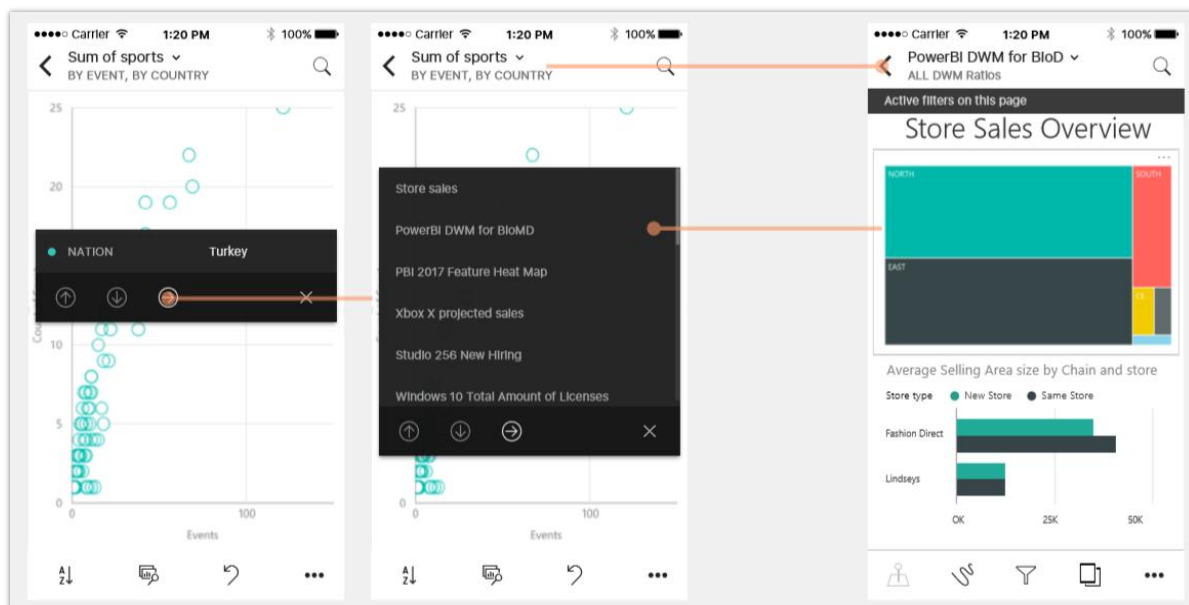 Carrier 1:20 PM 100%
Sum of sports
BY EVENT, BY COUNTRY
25
20
NATION Turkey
10
5
0
0 100
Events
A
Z
Carrier 1:20 PM 100%
Sum of sports
BY EVENT, BY COUNTRY
25
Store sales
PowerBI DWM for BIoMD
PBI 2017 Feature Heat Map
Xbox X projected sales
Studio 256 New Hiring
Windows 10 Total Amount of Licenses
0
0 100
Events
A
Z
Carrier 1:20 PM 100%
PowerBI DWM for BIoD
ALL DWM Ratios
Active filters on this page
Store Sales Overview
NORTH
SOUTH
EAST
CE
Average Selling Area size by Chain and store
Store type New Store Same Store
Fashion Direct
Lindseys
0K 25K 50K